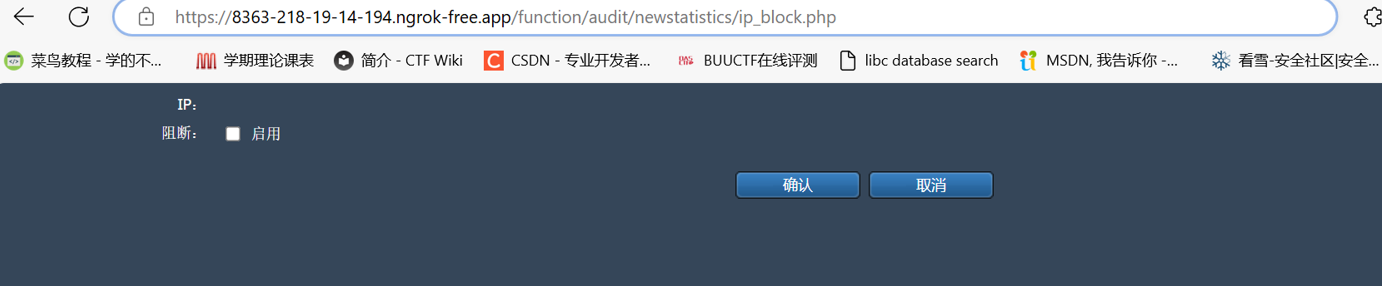 https://8363-218-19-14-194.ngrok-free.app/function/audit/newstatistics/ip_block.php
菜鸟教程 - 学的不... 学期理论课表 简介 - CTF Wiki CSDN - 专业开发者... BUUCTF在线评测 libc database search MSDN, 我告诉你 -... 看雪-安全社区|安全...
IP：
阻断： 启用
确认 取消